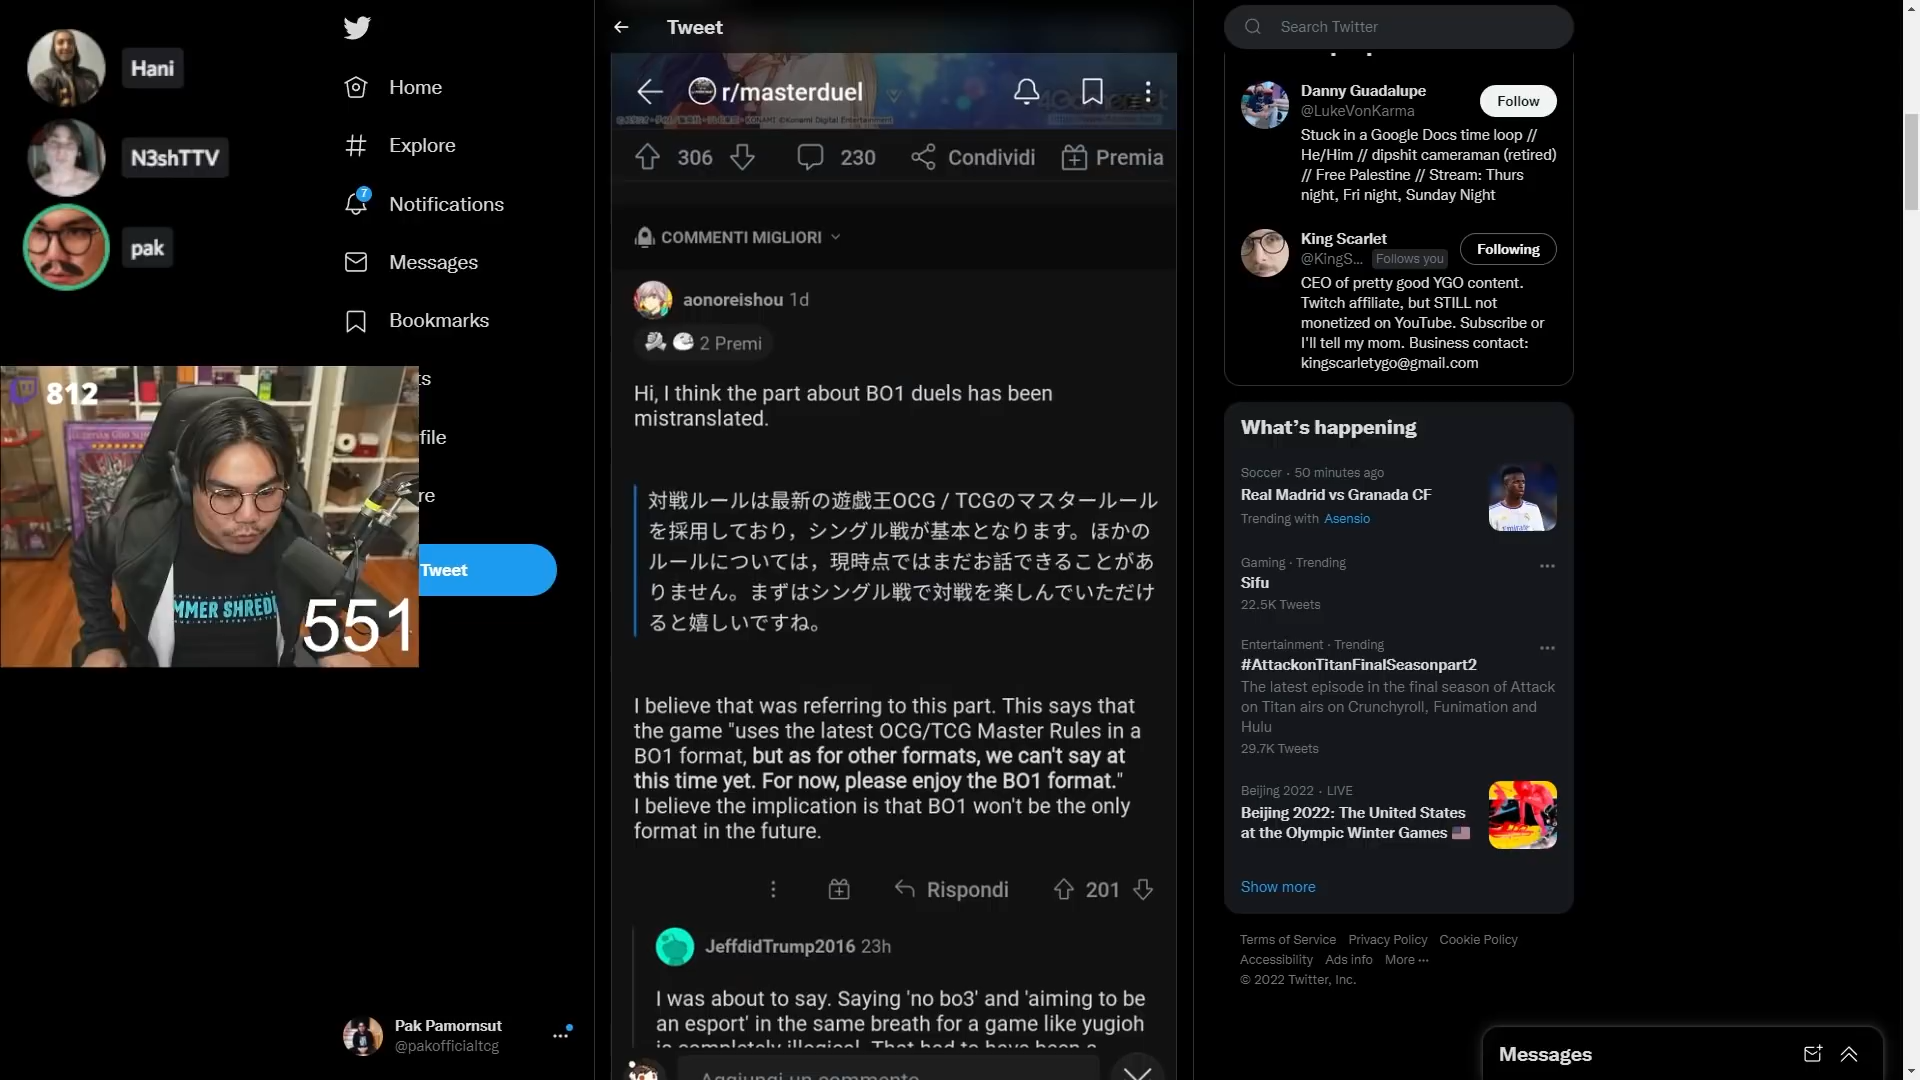 Hani
N3shTTV
pak
Home
Explore
7
Notifications
Messages
Bookmarks
ts
file
re
Tweet
812
MMER SHRED
551
Pak Pamornsut
@pakofficialtcg
Tweet
r/masterduel
306
230
Condividi
Premia
COMMENTI MIGLIORI
aonoreishou 1d
2 Premi
Hi, I think the part about BO1 duels has been
mistranslated.
対戦ルールは最新の遊戯王OCG / TCGのマスタールール
を採用しており，シングル戦が基本となります。ほかの
ルールについては，現時点ではまだお話できることがあ
りません。まずはシングル戦で対戦を楽しんでいただけ
ると嬉しいですね。
I believe that was referring to this part. This says that
the game "uses the latest OCG/TCG Master Rules in a
BO1 format, but as for other formats, we can't say at
this time yet. For now, please enjoy the BO1 format."
I believe the implication is that BO1 won't be the only
format in the future.
Rispondi
201
JeffdidTrump2016 23h
I was about to say. Saying 'no bo3' and 'aiming to be
an esport' in the same breath for a game like yugioh
is completely illogical. That had to have been a
Aggiungi un commento
Search Twitter
Danny Guadalupe
@LukeVonKarma
Follow
Stuck in a Google Docs time loop //
He/Him // dipshit cameraman (retired)
// Free Palestine // Stream: Thurs
night, Fri night, Sunday Night
King Scarlet
@KingS... Follows you
Following
CEO of pretty good YGO content.
Twitch affiliate, but STILL not
monetized on YouTube. Subscribe or
I'll tell my mom. Business contact:
kingscarletygo@gmail.com
What's happening
Soccer · 50 minutes ago
Real Madrid vs Granada CF
Trending with Asensio
Gaming · Trending
Sifu
22.5K Tweets
Entertainment · Trending
#AttackonTitanFinalSeasonpart2
The latest episode in the final season of Attack
on Titan airs on Crunchyroll, Funimation and
Hulu
29.7K Tweets
Beijing 2022 · LIVE
Beijing 2022: The United States
at the Olympic Winter Games
Show more
Terms of Service Privacy Policy Cookie Policy
Accessibility Ads info More ···
© 2022 Twitter, Inc.
Messages